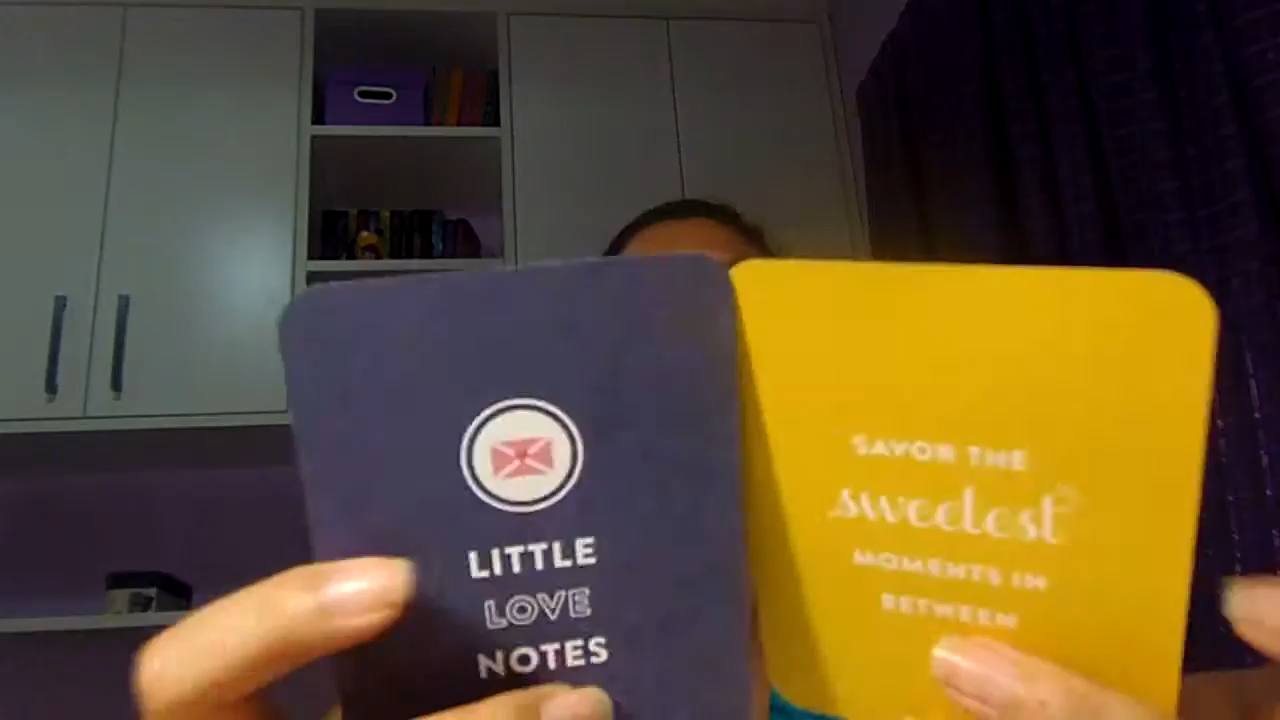 LITTLE
LOVE
NOTES
SAVOR THE
sweetest
MOMENTS IN
BETWEEN